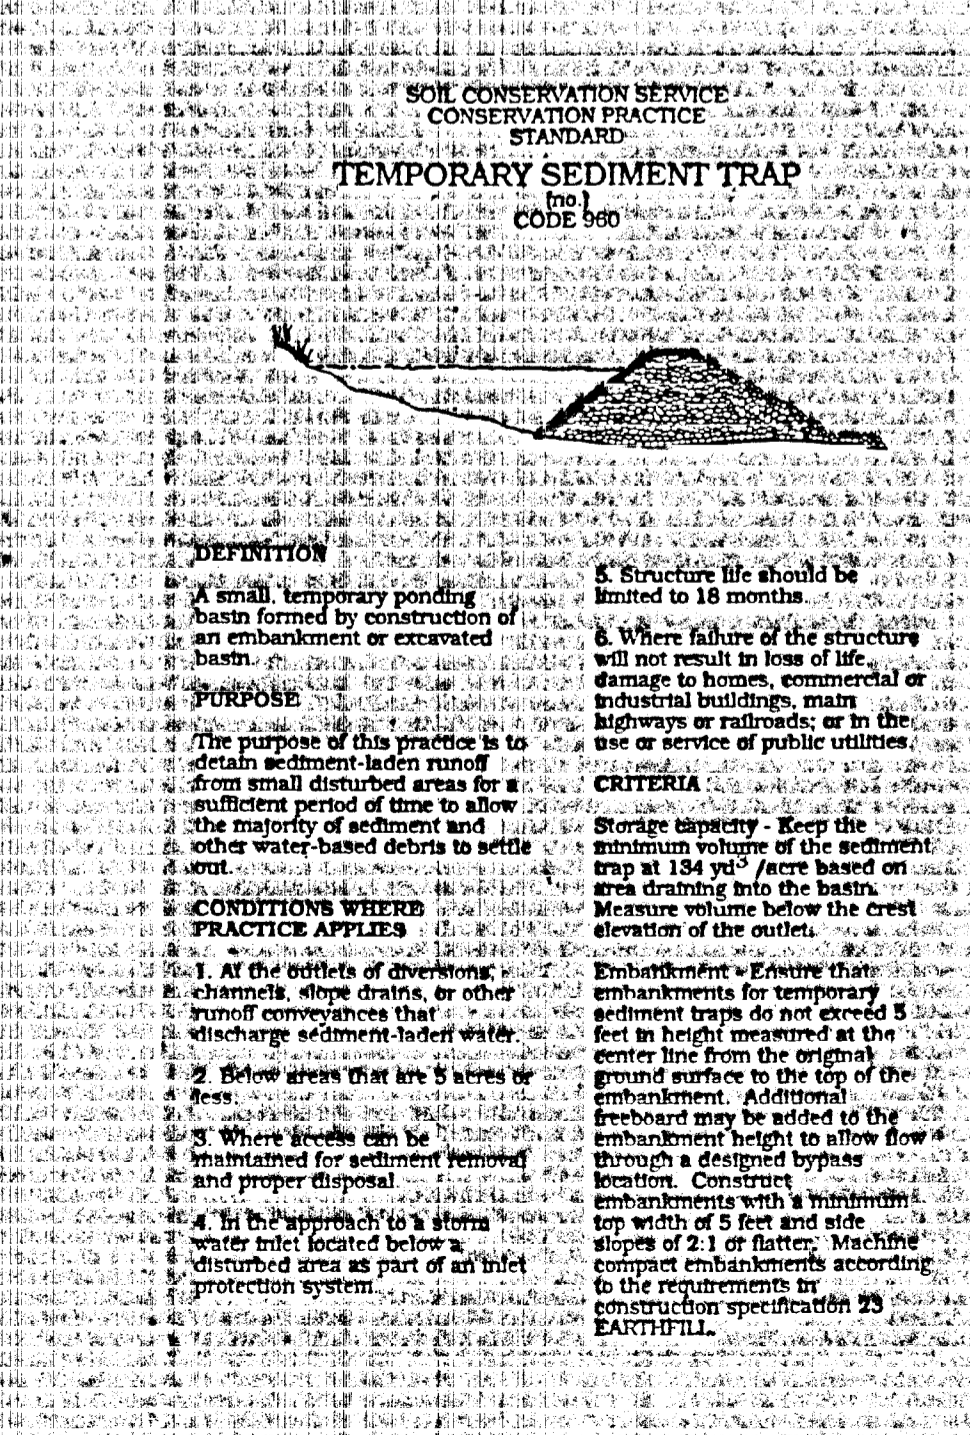 SOIL CONSERVATION SERVICE
CONSERVATION PRACTICE
STANDARD
TEMPORARY SEDIMENT TRAP
(no.)
CODE 960
DEFINITION
A small, temporary ponding
basin formed by construction of
an embankment or excavated
basin.
PURPOSE
The purpose of this practice is to
detain sediment-laden runoff
from small disturbed areas for a
sufficient period of time to allow
the majority of sediment and
other water-based debris to settle
out.
CONDITIONS WHERE
PRACTICE APPLIES
1. At the outlets of diversions,
channels, slope drains, or other
runoff conveyances that
discharge sediment-laden water.
2. Below areas that are 5 acres or
less.
3. Where access can be
maintained for sediment removal
and proper disposal.
4. In the approach to a storm
water inlet located below a
disturbed area as part of an inlet
protection system.
5. Structure life should be
limited to 18 months.
6. Where failure of the structure
will not result in loss of life,
damage to homes, commercial or
industrial buildings, main
highways or railroads; or in the
use or service of public utilities.
CRITERIA
Storage capacity - Keep the
minimum volume of the sediment
trap at 134 yd³ /acre based on
area draining into the basin.
Measure volume below the crest
elevation of the outlet.
Embankment - Ensure that
embankments for temporary
sediment traps do not exceed 5
feet in height measured at the
center line from the original
ground surface to the top of the
embankment. Additional
freeboard may be added to the
embankment height to allow flow
through a designed bypass
location. Construct
embankments with a minimum
top width of 5 feet and side
slopes of 2:1 or flatter. Machine
compact embankments according
to the requirements in
construction specification 23
EARTHFILL.